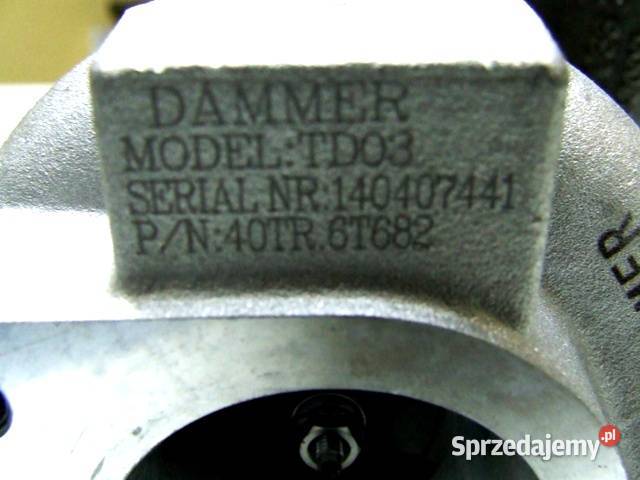 DAMMER
MODEL:TD03
SERIAL NR:140407441
P/N:40TR.6T682
Sprzedajemy.pl